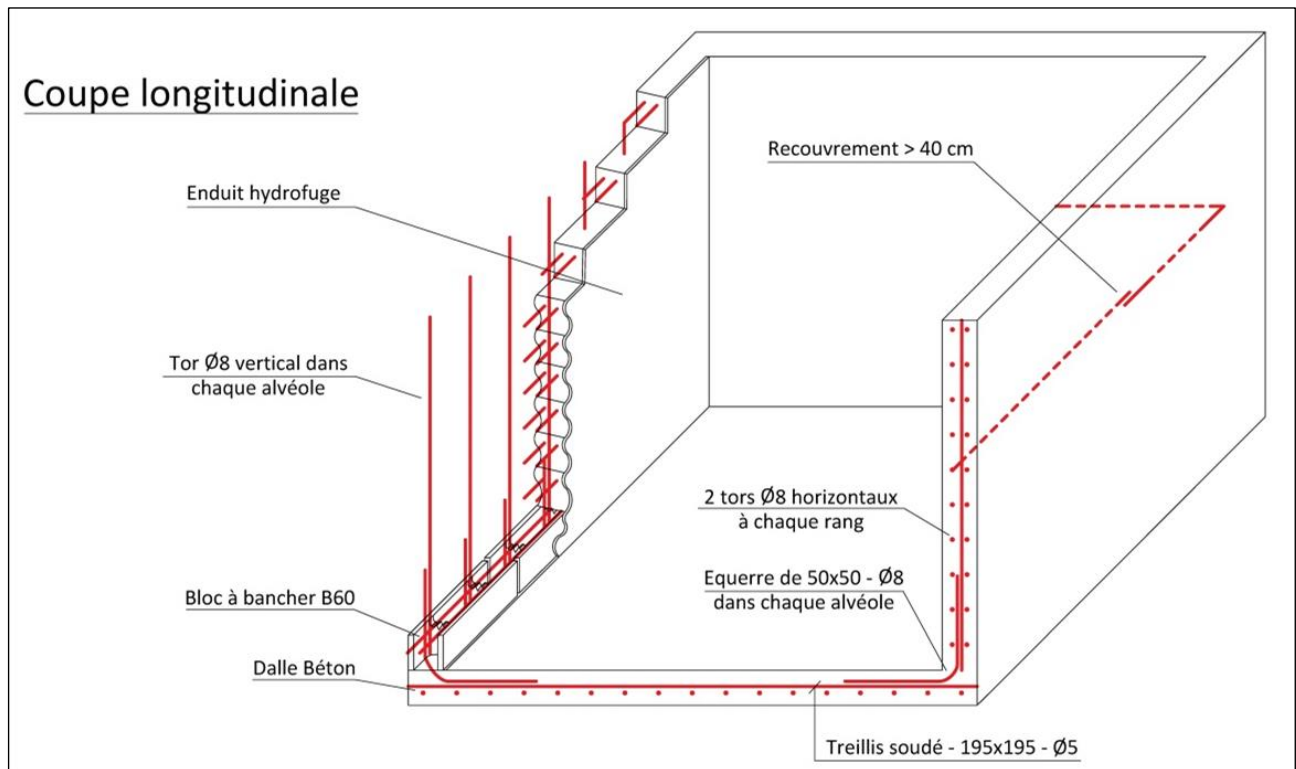 Coupe longitudinale
Recouvrement > 40 cm
Enduit hydrofuge
Tor Ø8 vertical dans
chaque alvéole
2 tors Ø8 horizontaux
à chaque rang
Equerre de 50x50 - Ø8
dans chaque alvéole
Bloc à bancher B60
Dalle Béton
Treillis soudé - 195x195 - Ø5